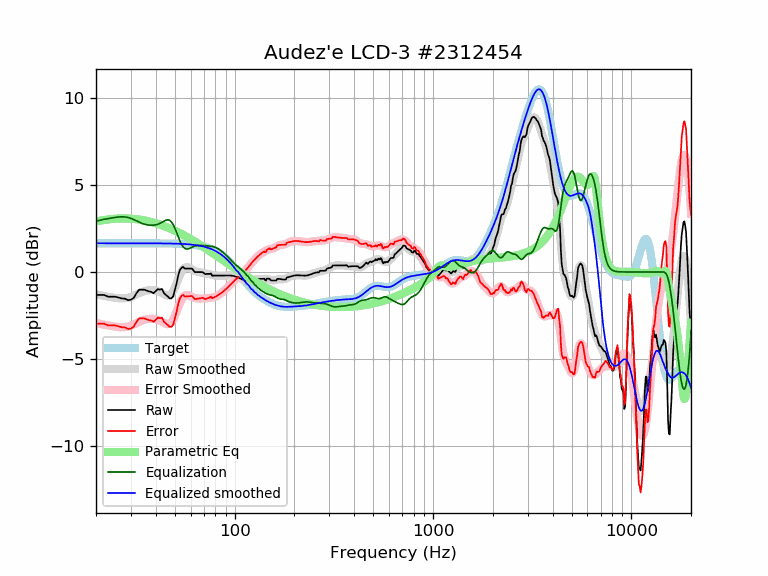 Audez'e LCD-3 #2312454
Amplitude (dBr)
10
5
0
−5
−10
Target
Raw Smoothed
Error Smoothed
Raw
Error
Parametric Eq
Equalization
Equalized smoothed
100
1000
10000
Frequency (Hz)